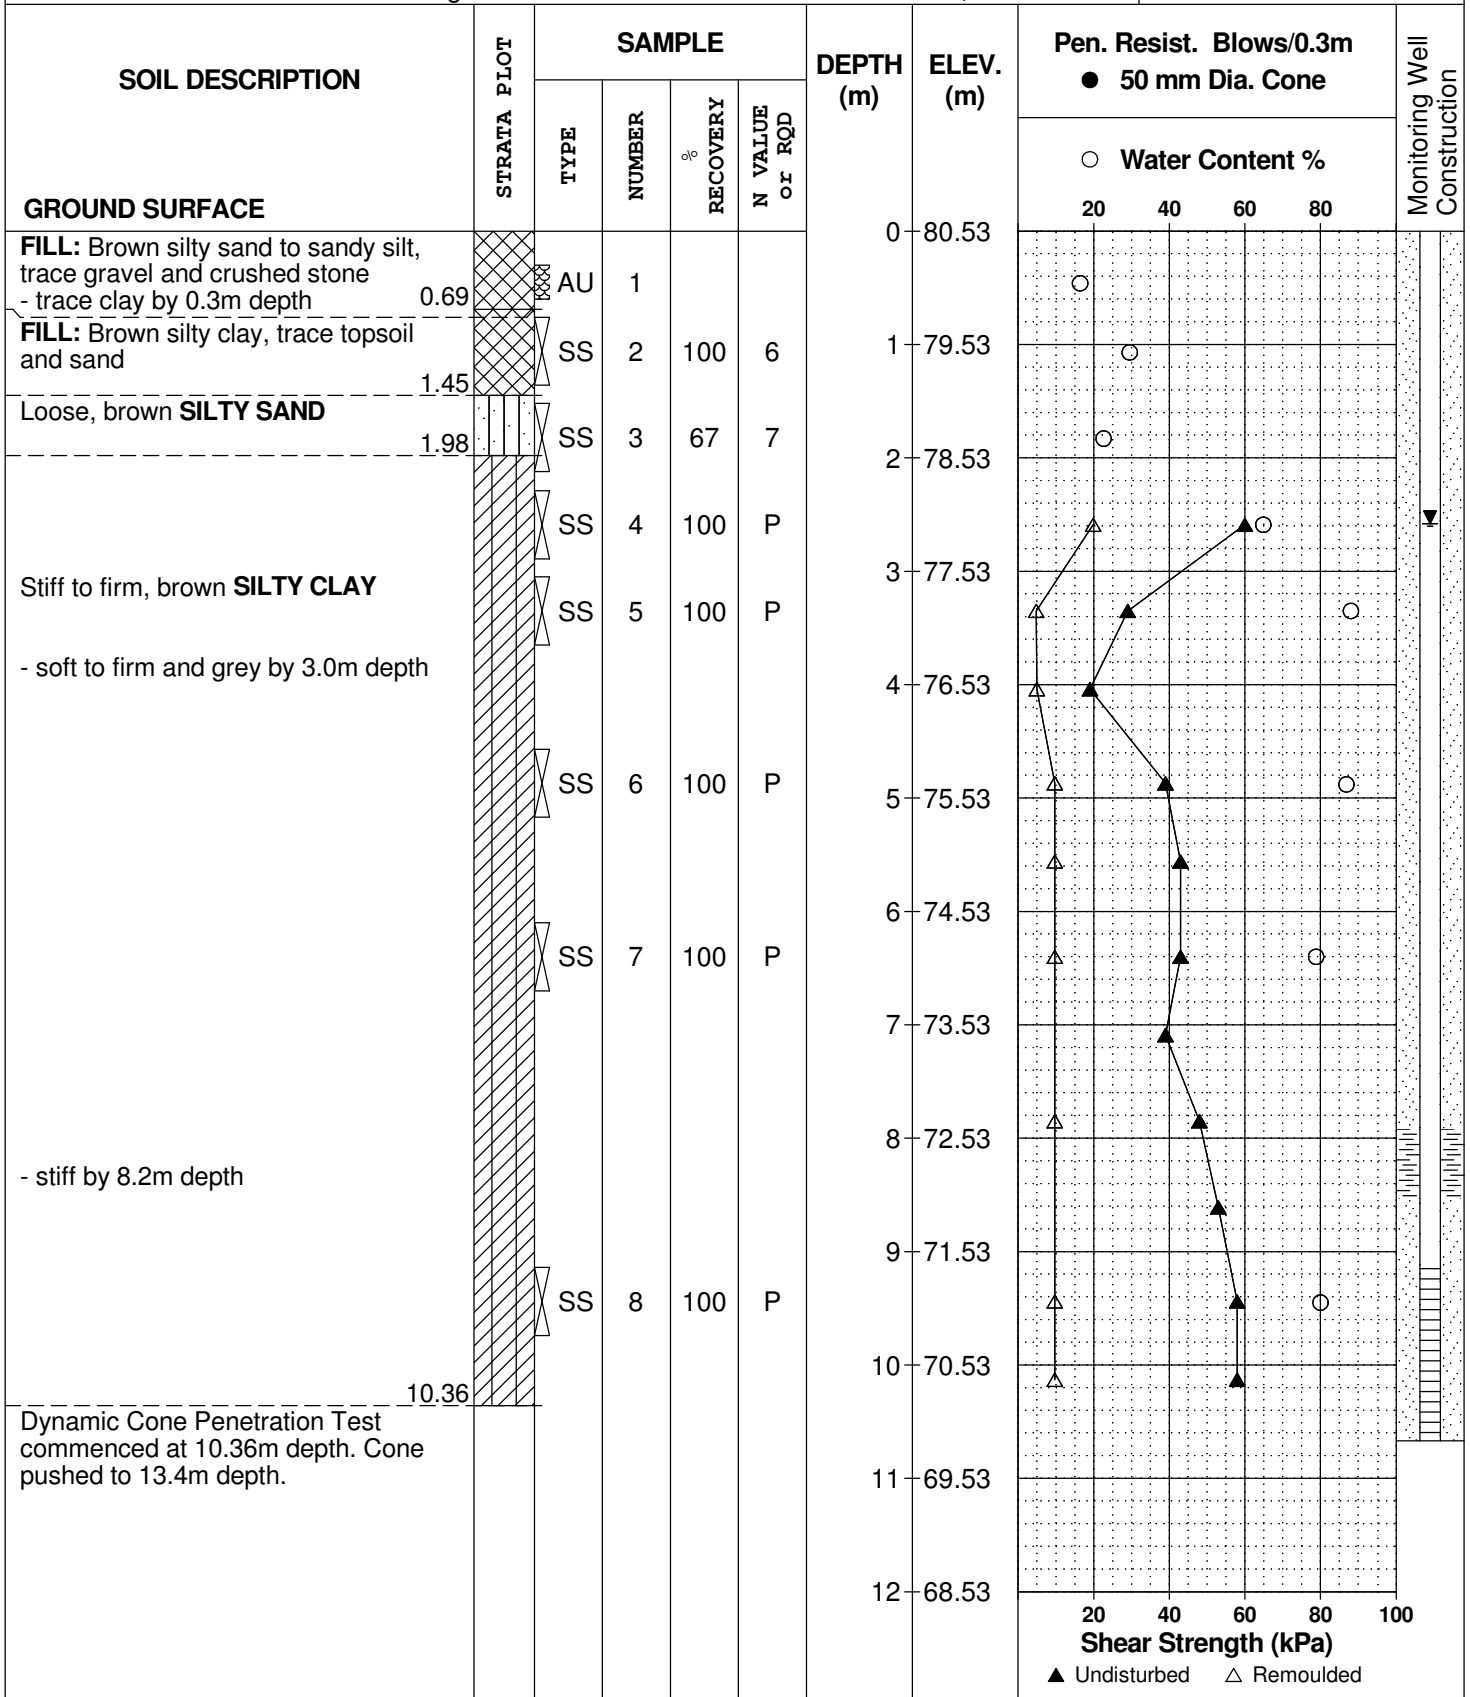 SOIL DESCRIPTION
GROUND SURFACE
STRATA PLOT
SAMPLE
TYPE
NUMBER
% RECOVERY
N VALUE or RQD
DEPTH (m)
ELEV. (m)
Pen. Resist. Blows/0.3m
● 50 mm Dia. Cone
○ Water Content %
20 40 60 80
Monitoring Well
Construction
0 80.53
FILL: Brown silty sand to sandy silt,
trace gravel and crushed stone
- trace clay by 0.3m depth 0.69
AU 1
FILL: Brown silty clay, trace topsoil
and sand
1.45
SS 2 100 6
1 79.53
Loose, brown SILTY SAND
1.98
SS 3 67 7
2 78.53
SS 4 100 P
3 77.53
Stiff to firm, brown SILTY CLAY
SS 5 100 P
- soft to firm and grey by 3.0m depth
4 76.53
SS 6 100 P
5 75.53
6 74.53
SS 7 100 P
7 73.53
8 72.53
- stiff by 8.2m depth
9 71.53
SS 8 100 P
10 70.53
10.36
Dynamic Cone Penetration Test
commenced at 10.36m depth. Cone
pushed to 13.4m depth.
11 69.53
12 68.53
20 40 60 80 100
Shear Strength (kPa)
▲ Undisturbed △ Remoulded